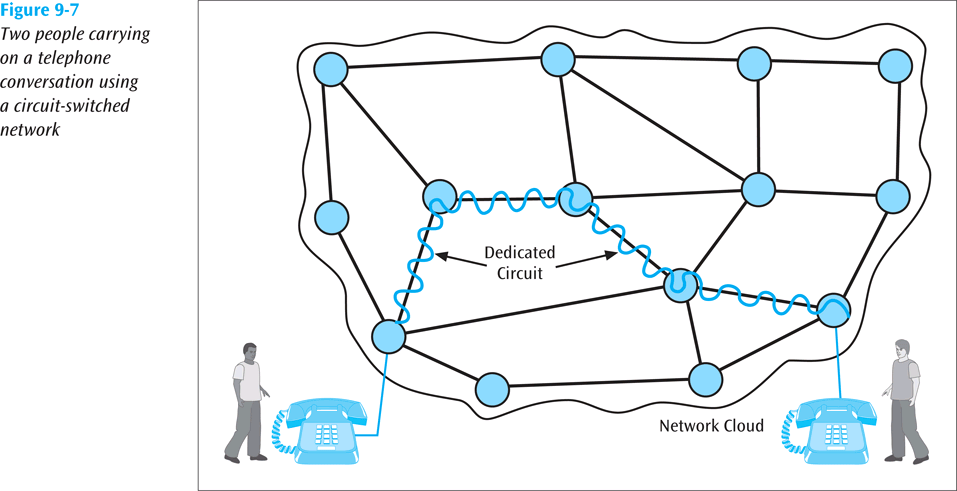 Figure 9-7
Two people carrying
on a telephone
conversation using
a circuit-switched
network
Dedicated
Circuit
Network Cloud